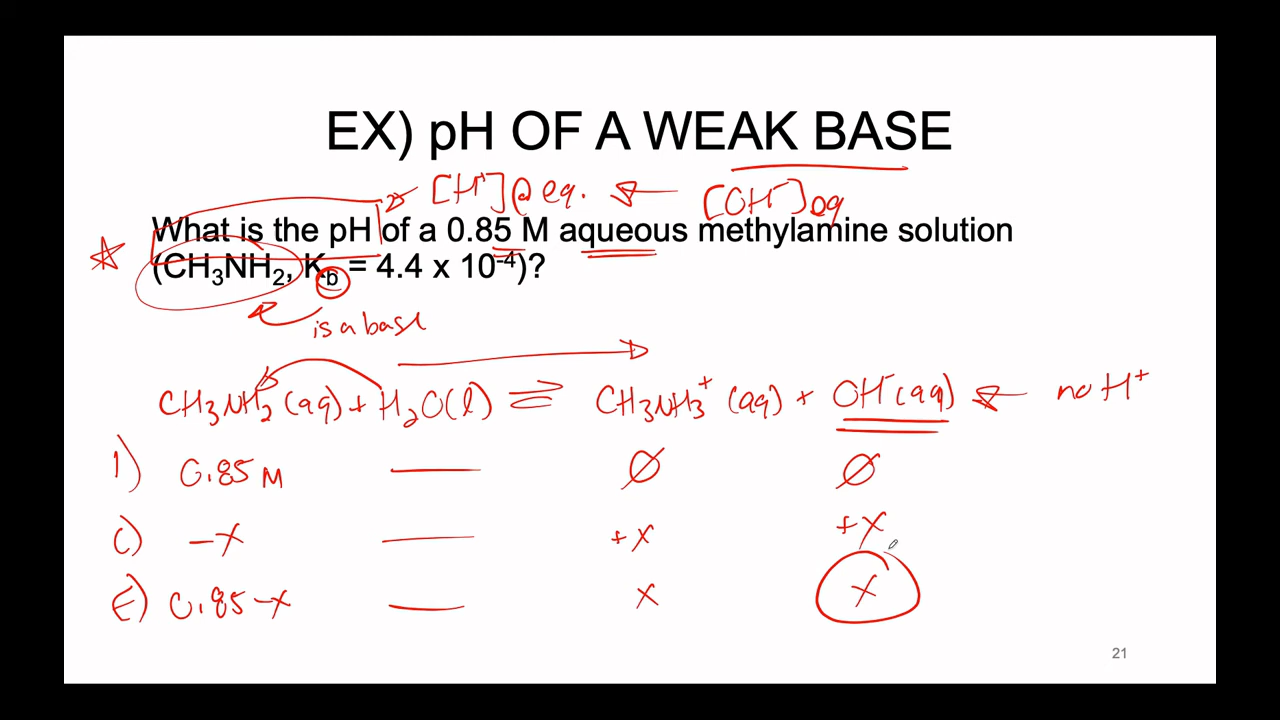 EX) pH OF A WEAK BASE
[H⁺]@eq. ← [OH⁻]eq
What is the pH of a 0.85 M aqueous methylamine solution
(CH₃NH₂, K_b = 4.4 x 10⁻⁴)?
is a base
CH₃NH₂(aq) + H₂O(l) ⇌ CH₃NH₃⁺(aq) + OH⁻(aq) ← no H⁺
I) 0.85 M — ∅ ∅
C) -x — +x +x
E) 0.85-x — x x
21